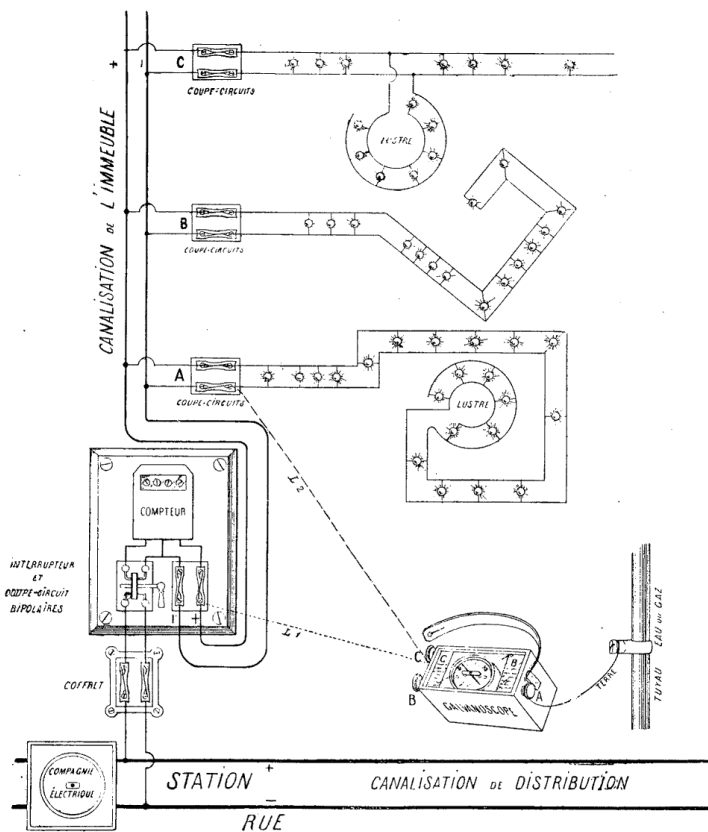 +
-
C
COUPE-CIRCUITS
LUSTRE
CANALISATION DE L'IMMEUBLE
B
COUPE-CIRCUITS
A
COUPE-CIRCUITS
LUSTRE
L2
COMPTEUR
INTERRUPTEUR
ET
COUPE-CIRCUIT
BIPOLAIRES
- +
L1
COFFRET
C
C
B
B
A
GALVANOSCOPE
TERRE
TUYAU EAU OU GAZ
COMPAGNIE
ÉLECTRIQUE
STATION
+
-
CANALISATION DE DISTRIBUTION
RUE